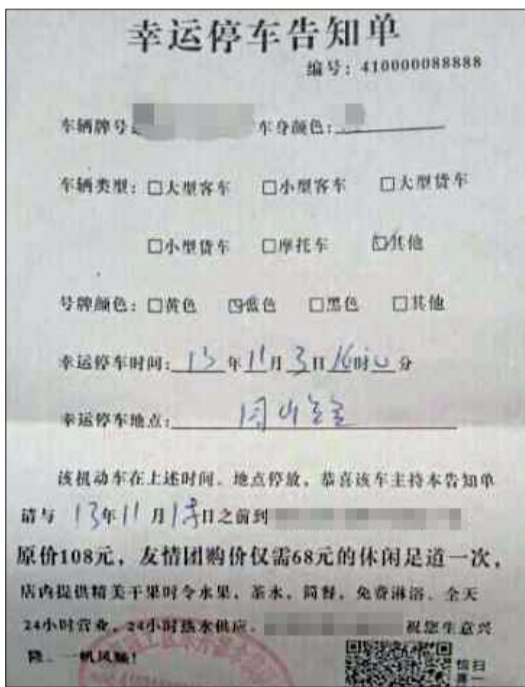 幸运停车告知单
编号：410000088888
车辆牌号： 车身颜色：
车辆类型：□大型客车 □小型客车 □大型货车
□小型货车 □摩托车 ☑其他
号牌颜色：□黄色 ☑蓝色 □黑色 □其他
幸运停车时间：13年11月3日16时 分
幸运停车地点：
该机动车在上述时间、地点停放，恭喜该车主持本告知单
请与13年11月 日之前到
原价108元，友情团购价仅需68元的休闲足道一次，
店内提供精美干果时令水果、茶水、简餐、免费淋浴、全天
24小时营业，24小时热水供应。 祝您生意兴
隆、一帆风顺！